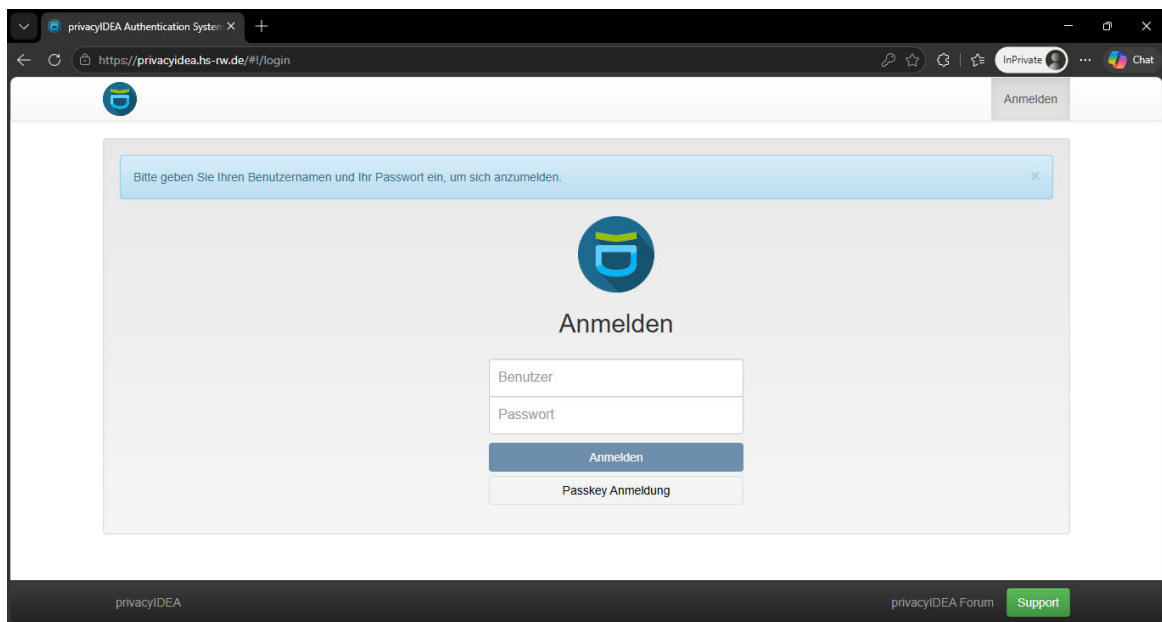 privacyIDEA Authentication System
https://privacyidea.hs-rw.de/#!/login
InPrivate
Chat
Anmelden
Bitte geben Sie Ihren Benutzernamen und Ihr Passwort ein, um sich anzumelden.
Anmelden
Benutzer
Passwort
Anmelden
Passkey Anmeldung
privacyIDEA
privacyIDEA Forum
Support